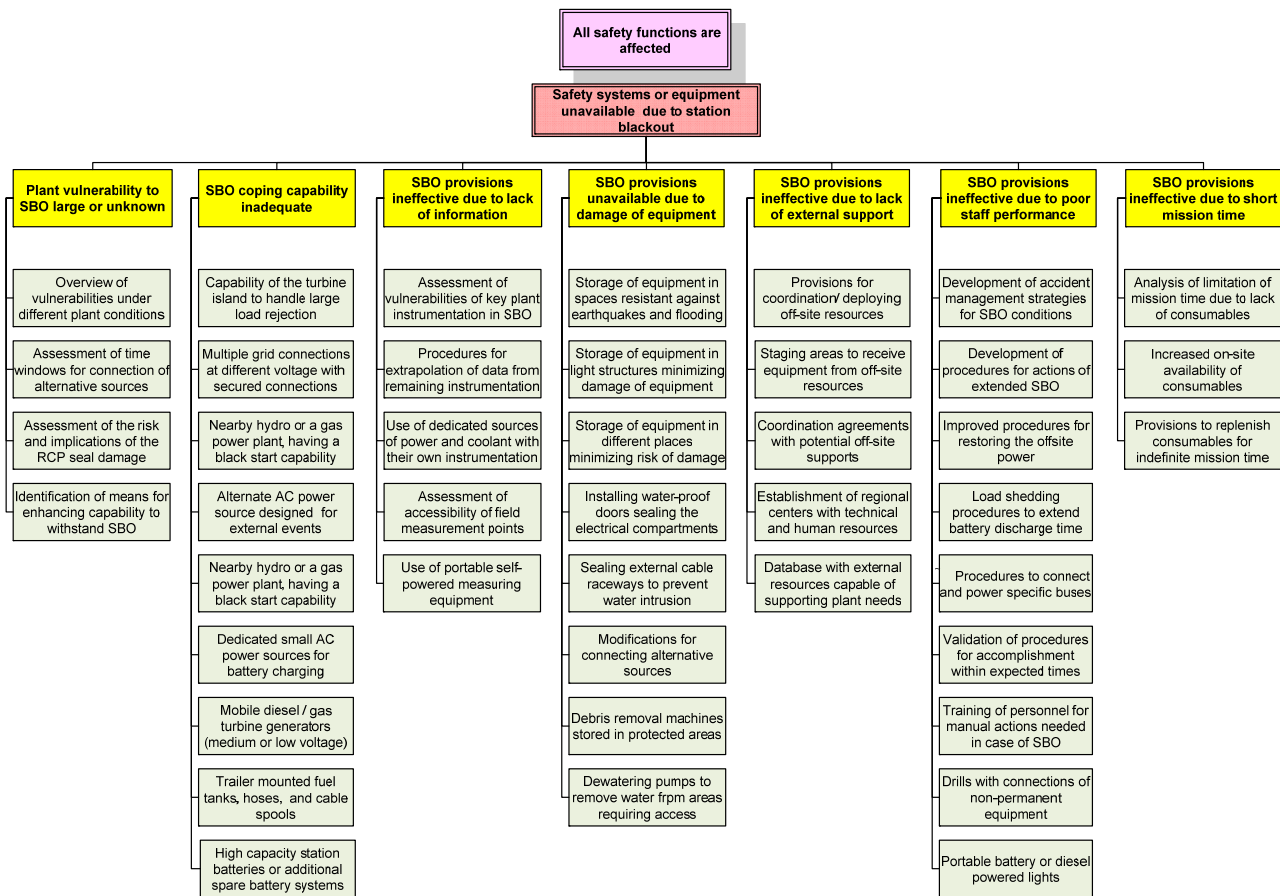 All safety functions are
affected
Safety systems or equipment
unavailable due to station
blackout
Plant vulnerability to
SBO large or unknown
Overview of
vulnerabilities under
different plant conditions
Assessment of time
windows for connection of
alternative sources
Assessment of the risk
and implications of the
RCP seal damage
Identification of means for
enhancing capability to
withstand SBO
SBO coping capability
inadequate
Capability of the turbine
island to handle large
load rejection
Multiple grid connections
at different voltage with
secured connections
Nearby hydro or a gas
power plant, having a
black start capability
Alternate AC power
source designed for
external events
Nearby hydro or a gas
power plant, having a
black start capability
Dedicated small AC
power sources for
battery charging
Mobile diesel / gas
turbine generators
(medium or low voltage)
Trailer mounted fuel
tanks, hoses, and cable
spools
High capacity station
batteries or additional
spare battery systems
SBO provisions
ineffective due to lack
of information
Assessment of
vulnerabilities of key plant
instrumentation in SBO
Procedures for
extrapolation of data from
remaining instrumentation
Use of dedicated sources
of power and coolant with
their own instrumentation
Assessment of
accessibility of field
measurement points
Use of portable self-
powered measuring
equipment
SBO provisions
unavailable due to
damage of equipment
Storage of equipment in
spaces resistant against
earthquakes and flooding
Storage of equipment in
light structures minimizing
damage of equipment
Storage of equipment in
different places
minimizing risk of damage
Installing water-proof
doors sealing the
electrical compartments
Sealing external cable
raceways to prevent
water intrusion
Modifications for
connecting alternative
sources
Debris removal machines
stored in protected areas
Dewatering pumps to
remove water frpm areas
requiring access
SBO provisions
ineffective due to lack
of external support
Provisions for
coordination/ deploying
off-site resources
Staging areas to receive
equipment from off-site
resources
Coordination agreements
with potential off-site
supports
Establishment of regional
centers with technical
and human resources
Database with external
resources capable of
supporting plant needs
SBO provisions
ineffective due to poor
staff performance
Development of accident
management strategies
for SBO conditions
Development of
procedures for actions of
extended SBO
Improved procedures for
restoring the offsite
power
Load shedding
procedures to extend
battery discharge time
Procedures to connect
and power specific buses
Validation of procedures
for accomplishment
within expected times
Training of personnel for
manual actions needed
in case of SBO
Drills with connections of
non-permanent
equipment
Portable battery or diesel
powered lights
SBO provisions
ineffective due to short
mission time
Analysis of limitation of
mission time due to lack
of consumables
Increased on-site
availability of
consumables
Provisions to replenish
consumables for
indefinite mission time